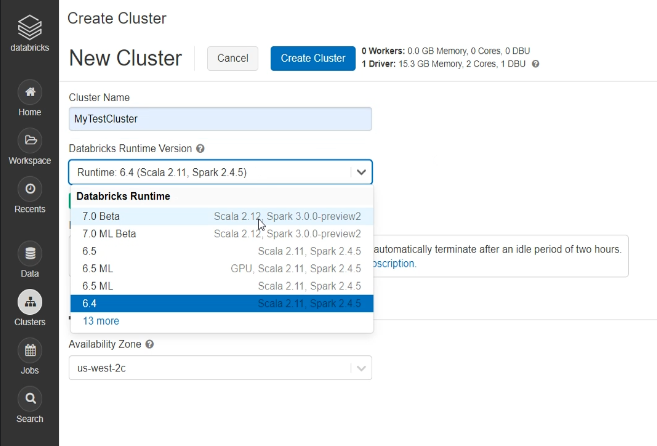 databricks
Home
Workspace
Recents
Data
Clusters
Jobs
Search
Create Cluster
New Cluster
Cancel
Create Cluster
0 Workers: 0.0 GB Memory, 0 Cores, 0 DBU
1 Driver: 15.3 GB Memory, 2 Cores, 1 DBU ?
Cluster Name
MyTestCluster
Databricks Runtime Version ?
Runtime: 6.4 (Scala 2.11, Spark 2.4.5)
Databricks Runtime
7.0 Beta Scala 2.12, Spark 3.0.0-preview2
7.0 ML Beta Scala 2.12, Spark 3.0.0-preview2
6.5 Scala 2.11, Spark 2.4.5
6.5 ML GPU, Scala 2.11, Spark 2.4.5
6.5 ML Scala 2.11, Spark 2.4.5
6.4 Scala 2.11, Spark 2.4.5
13 more
automatically terminate after an idle period of two hours.
bscription.
Availability Zone ?
us-west-2c